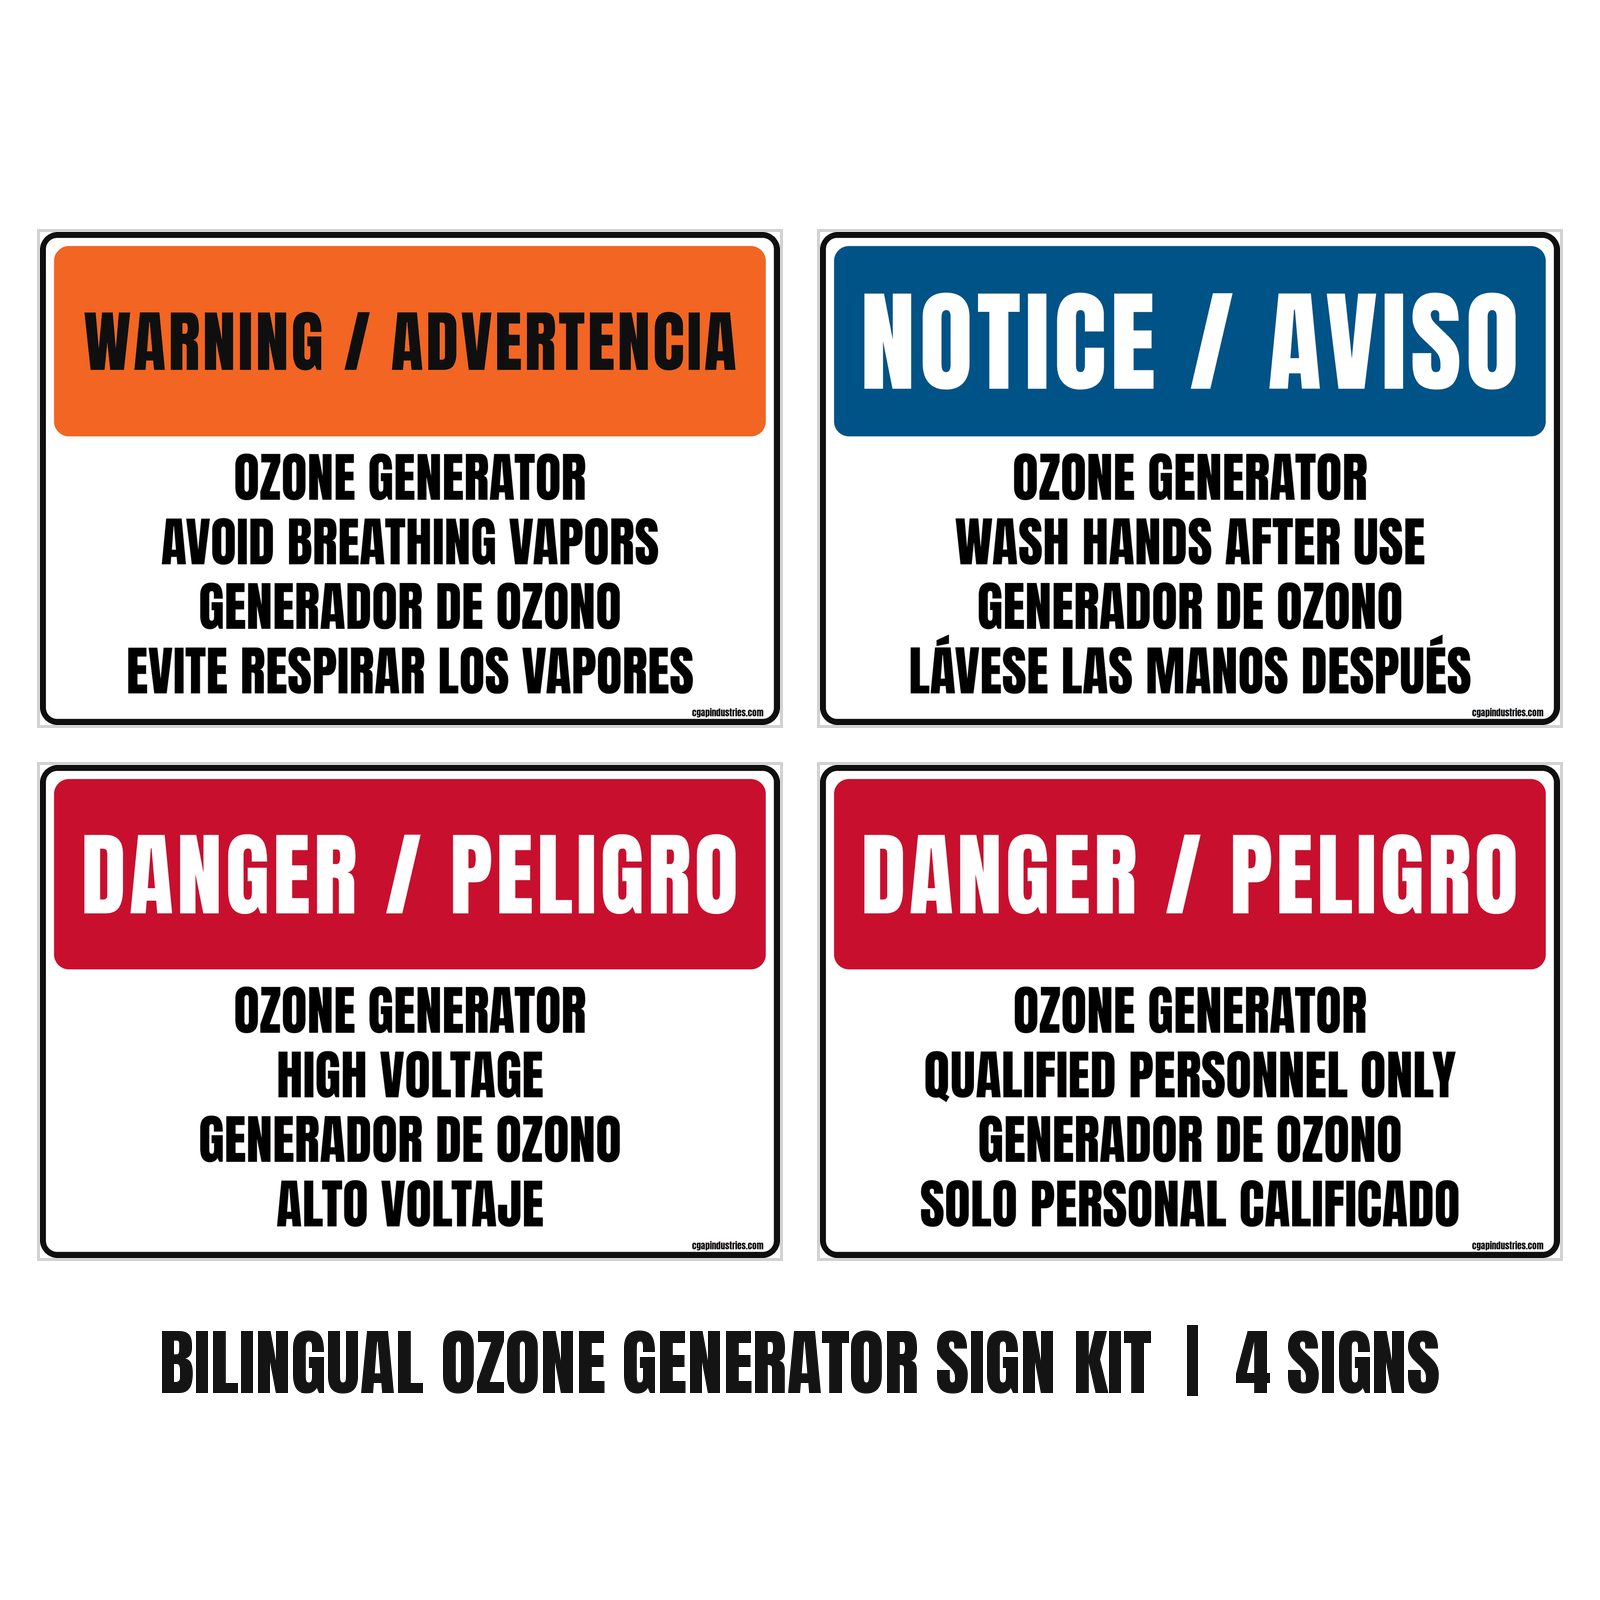 WARNING / ADVERTENCIA
OZONE GENERATOR
AVOID BREATHING VAPORS
GENERADOR DE OZONO
EVITE RESPIRAR LOS VAPORES
cgapindustries.com
NOTICE / AVISO
OZONE GENERATOR
WASH HANDS AFTER USE
GENERADOR DE OZONO
LÁVESE LAS MANOS DESPUÉS
cgapindustries.com
DANGER / PELIGRO
OZONE GENERATOR
HIGH VOLTAGE
GENERADOR DE OZONO
ALTO VOLTAJE
cgapindustries.com
DANGER / PELIGRO
OZONE GENERATOR
QUALIFIED PERSONNEL ONLY
GENERADOR DE OZONO
SOLO PERSONAL CALIFICADO
cgapindustries.com
BILINGUAL OZONE GENERATOR SIGN KIT | 4 SIGNS